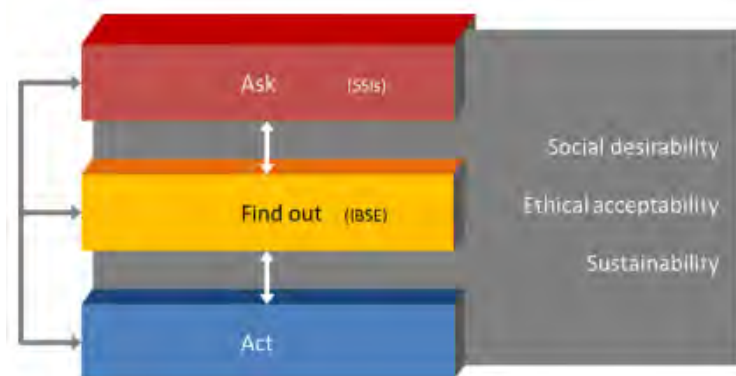 Ask (SSIs)
Social desirability
Find out (IBSE)
Ethical acceptability
Sustainability
Act